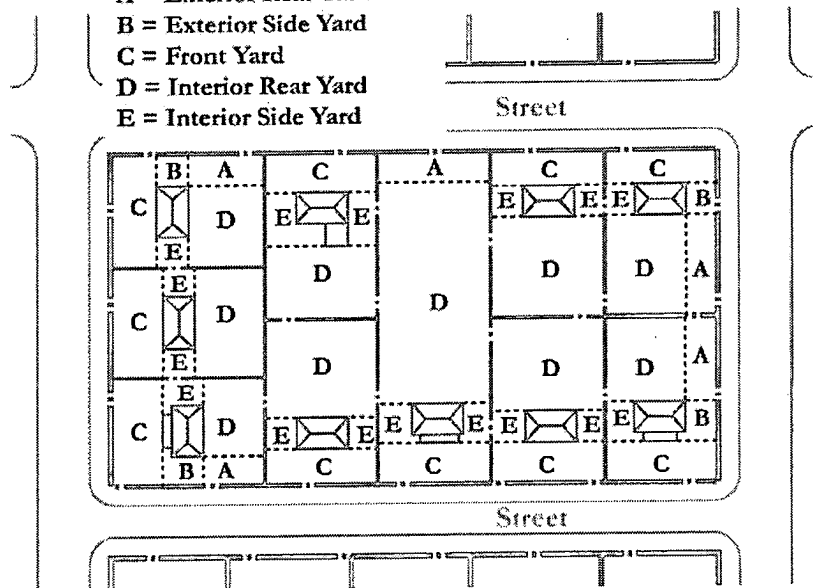 B = Exterior Side Yard
C = Front Yard
D = Interior Rear Yard
E = Interior Side Yard
Street
B A C A C C
C E E E E E B
D
E D D D A
E
C D D
E D D D A
E
C D E E E E E E E B
B A C C C C
Street